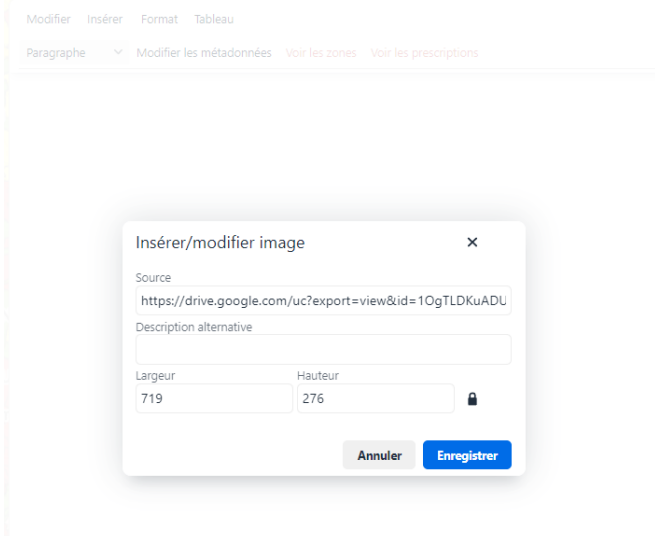 Modifier Insérer Format Tableau
Paragraphe Modifier les métadonnées Voir les zones Voir les prescriptions
Insérer/modifier image
Source
https://drive.google.com/uc?export=view&id=1OgTLDKuADU
Description alternative
Largeur Hauteur
719 276
Annuler Enregistrer